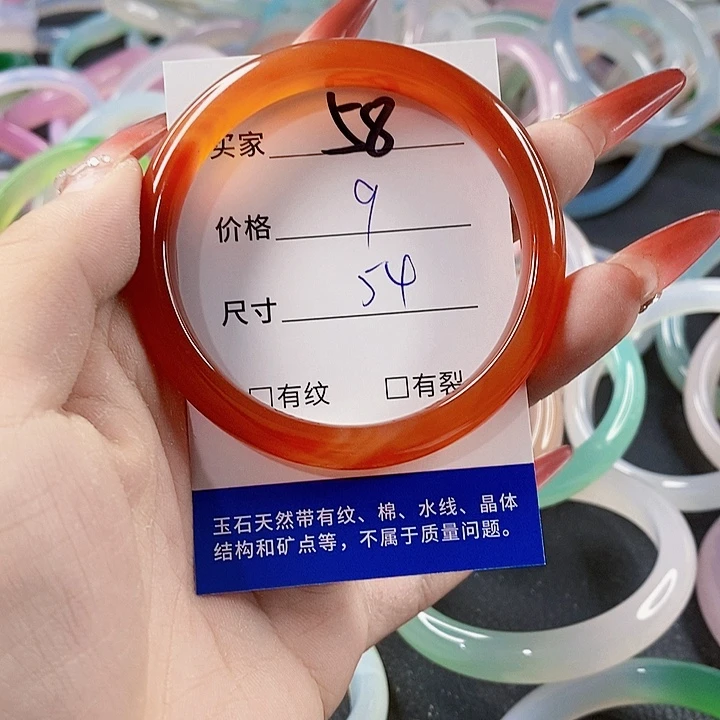 买家 58
价格 9
尺寸 54
□有纹 □有裂
玉石天然带有纹、棉、水线、晶体
结构和矿点等，不属于质量问题。